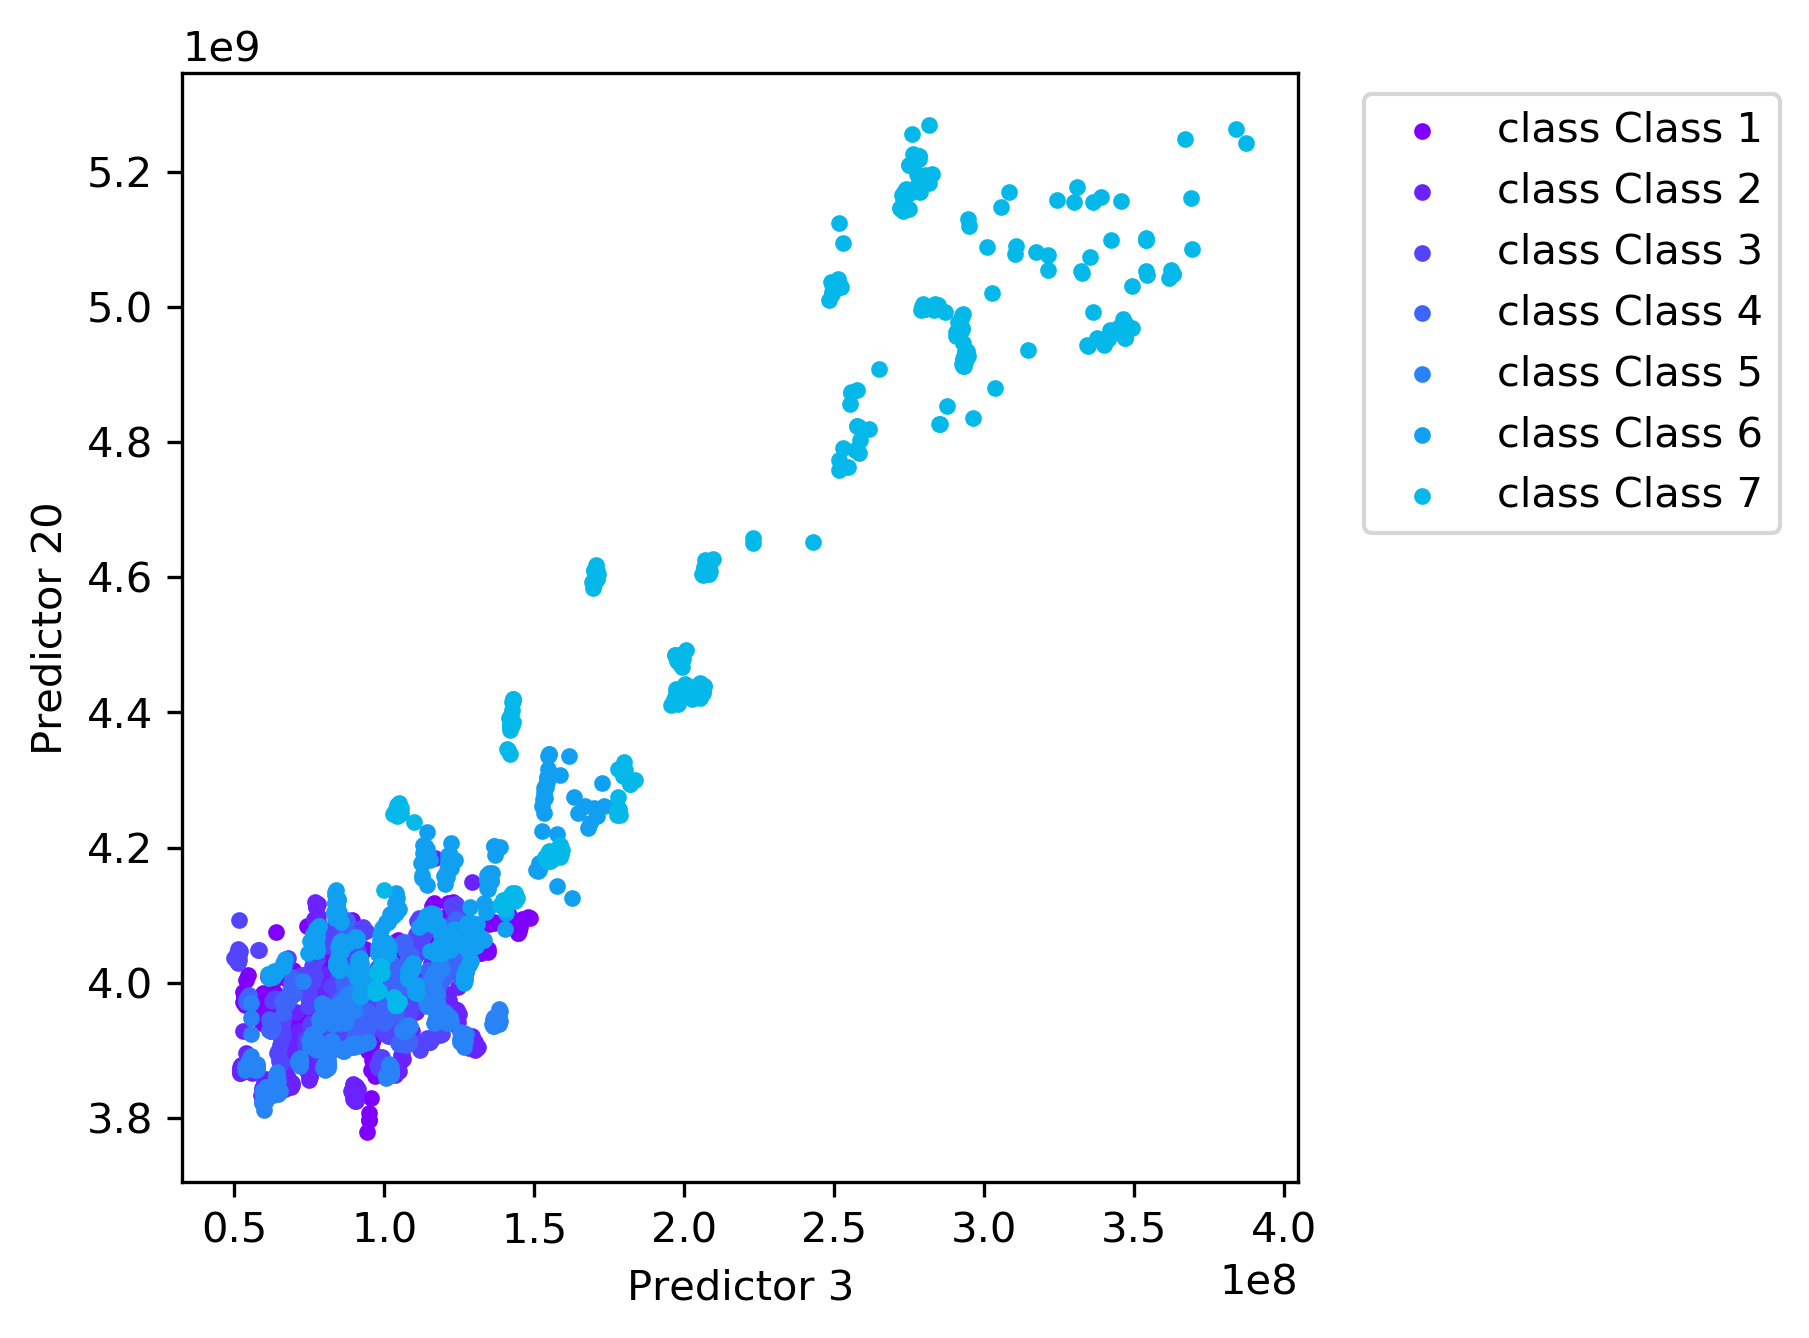 1e9
5.2
5.0
4.8
4.6
4.4
4.2
4.0
3.8
Predictor 20
0.5 1.0 1.5 2.0 2.5 3.0 3.5 4.0
1e8
Predictor 3
class Class 1
class Class 2
class Class 3
class Class 4
class Class 5
class Class 6
class Class 7